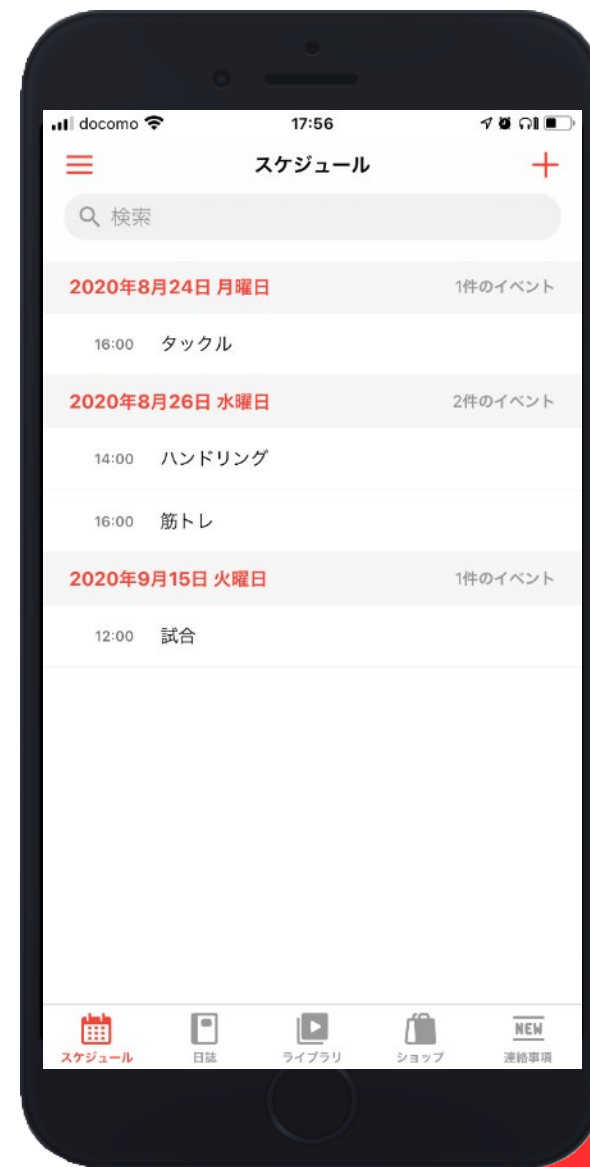 docomo 17:56
スケジュール
検索
2020年8月24日 月曜日 1件のイベント
16:00 タックル
2020年8月26日 水曜日 2件のイベント
14:00 ハンドリング
16:00 筋トレ
2020年9月15日 火曜日 1件のイベント
12:00 試合
NEW
スケジュール 日誌 ライブラリ ショップ 連絡事項